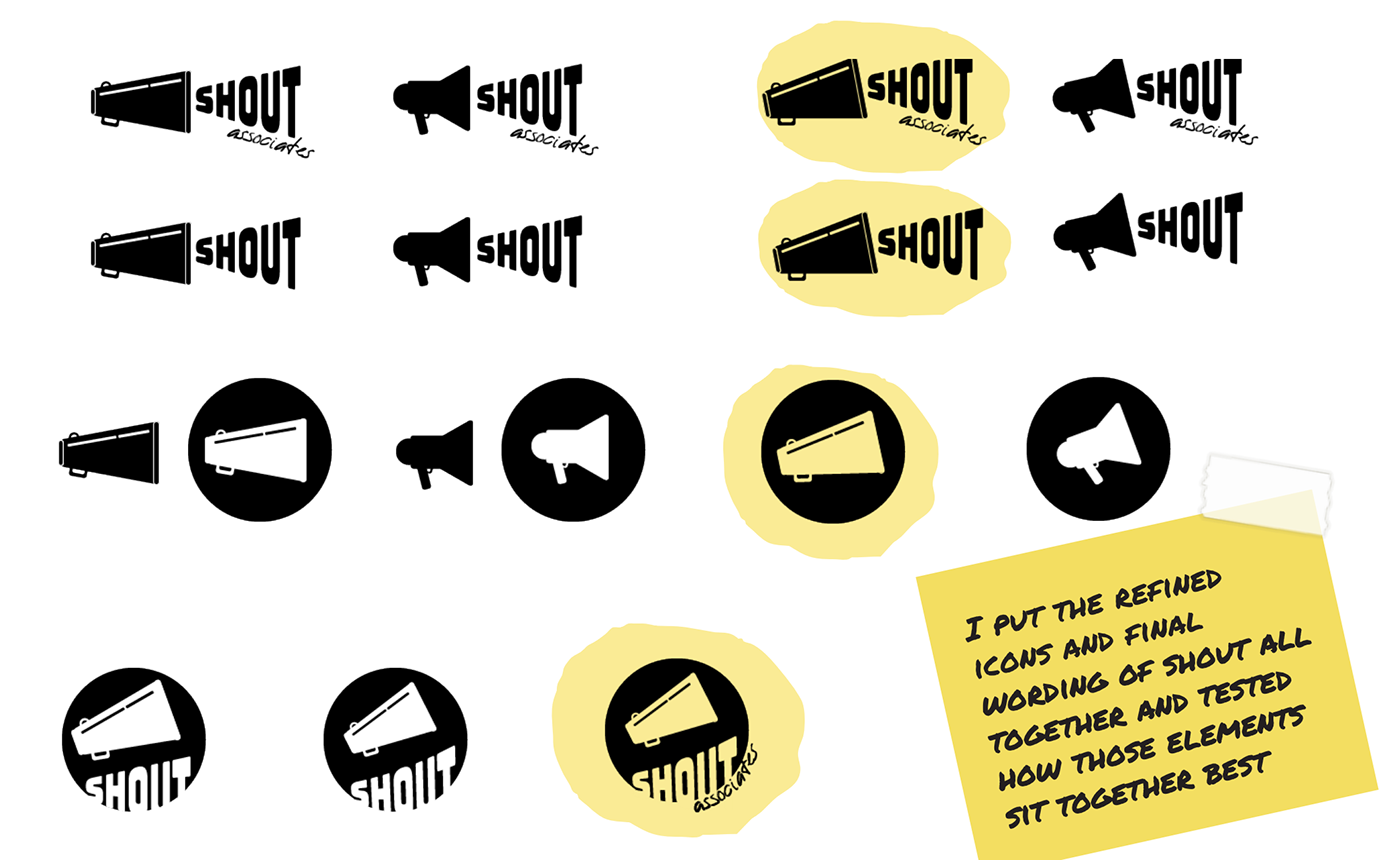 SHOUT
associates
SHOUT
associates
SHOUT
associates
SHOUT
associates
SHOUT
SHOUT
SHOUT
SHOUT
SHOUT
SHOUT
SHOUT
associates
I PUT THE REFINED
ICONS AND FINAL
WORDING OF SHOUT ALL
TOGETHER AND TESTED
HOW THOSE ELEMENTS
SIT TOGETHER BEST